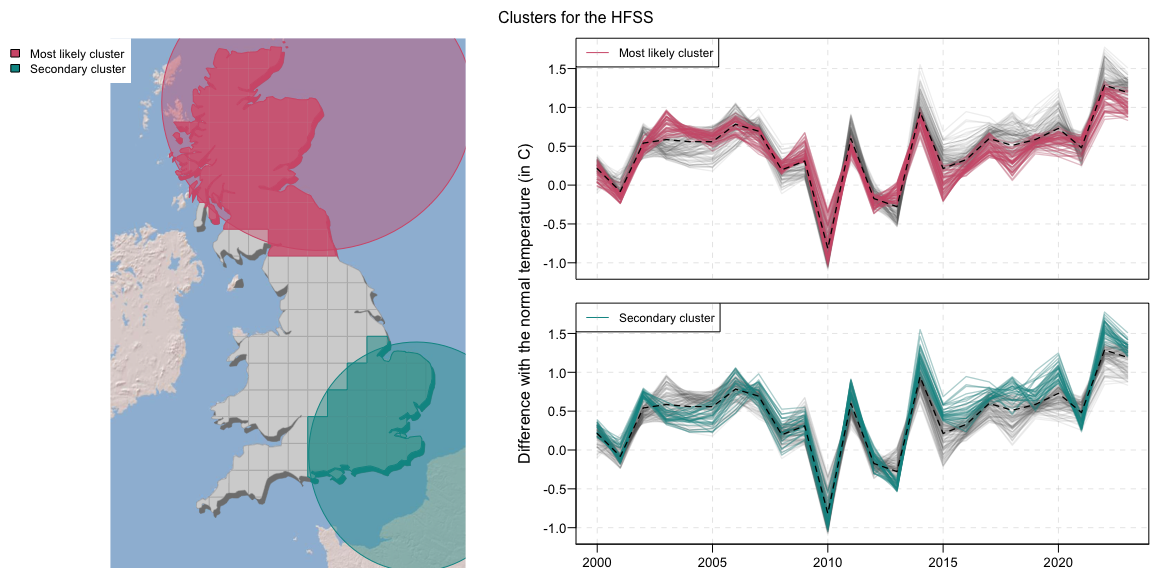 Clusters for the HFSS
Most likely cluster
Secondary cluster
Difference with the normal temperature (in C)
Most likely cluster
1.5
1.0
0.5
0.0
-0.5
-1.0
Secondary cluster
1.5
1.0
0.5
0.0
-0.5
-1.0
2000 2005 2010 2015 2020